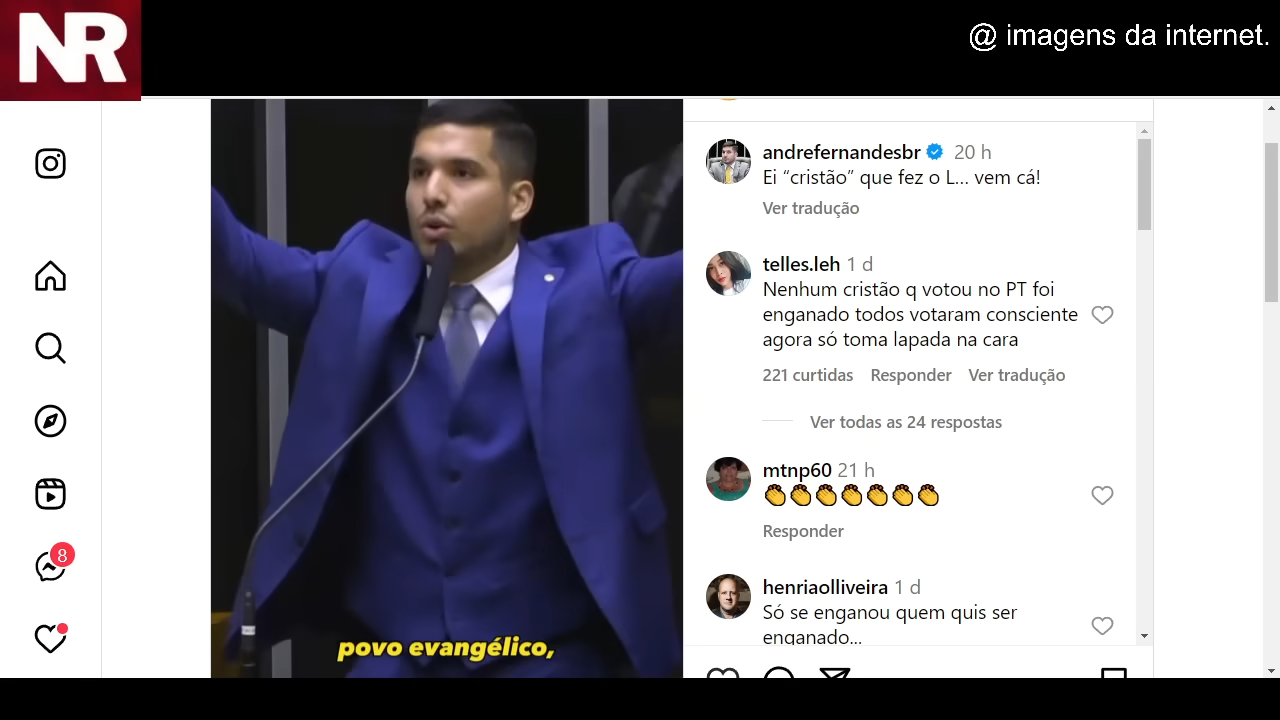 NR
@ imagens da internet.
andrefernandesbr 20 h
Ei “cristão” que fez o L... vem cá!
Ver tradução
telles.leh 1 d
Nenhum cristão q votou no PT foi
enganado todos votaram consciente
agora só toma lapada na cara
221 curtidas Responder Ver tradução
Ver todas as 24 respostas
mtnp60 21 h
👏👏👏👏👏👏👏
Responder
henriaolliveira 1 d
Só se enganou quem quis ser
enganado...
8
povo evangélico,